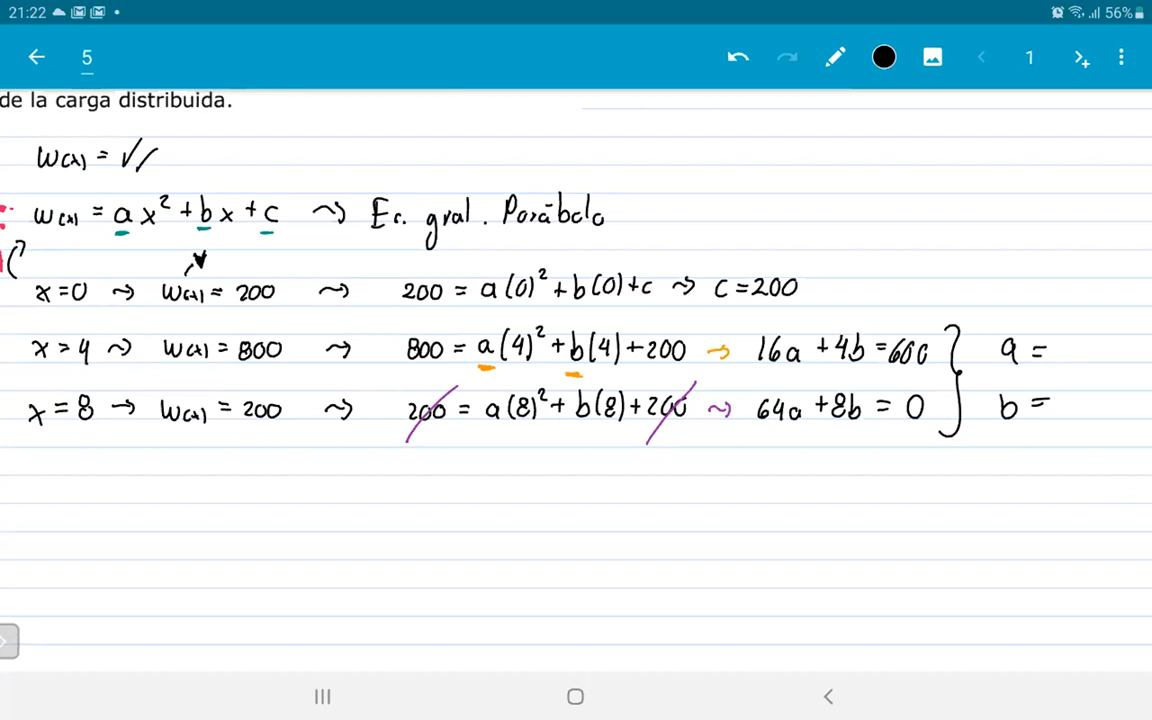 21:22 56%
5 1
de la carga distribuida.
w(x) =
w(x) = ax² + bx + c ⇝ Ec. gral. Parábola
x=0 ⇝ w(x) = 200 ⇝ 200 = a(0)² + b(0) + c ⇝ c = 200
x=4 ⇝ w(x) = 800 ⇝ 800 = a(4)² + b(4) + 200 → 16a + 4b = 600 a =
x=8 → w(x) = 200 ⇝ 200 = a(8)² + b(8) + 200 ⇝ 64a + 8b = 0 b =